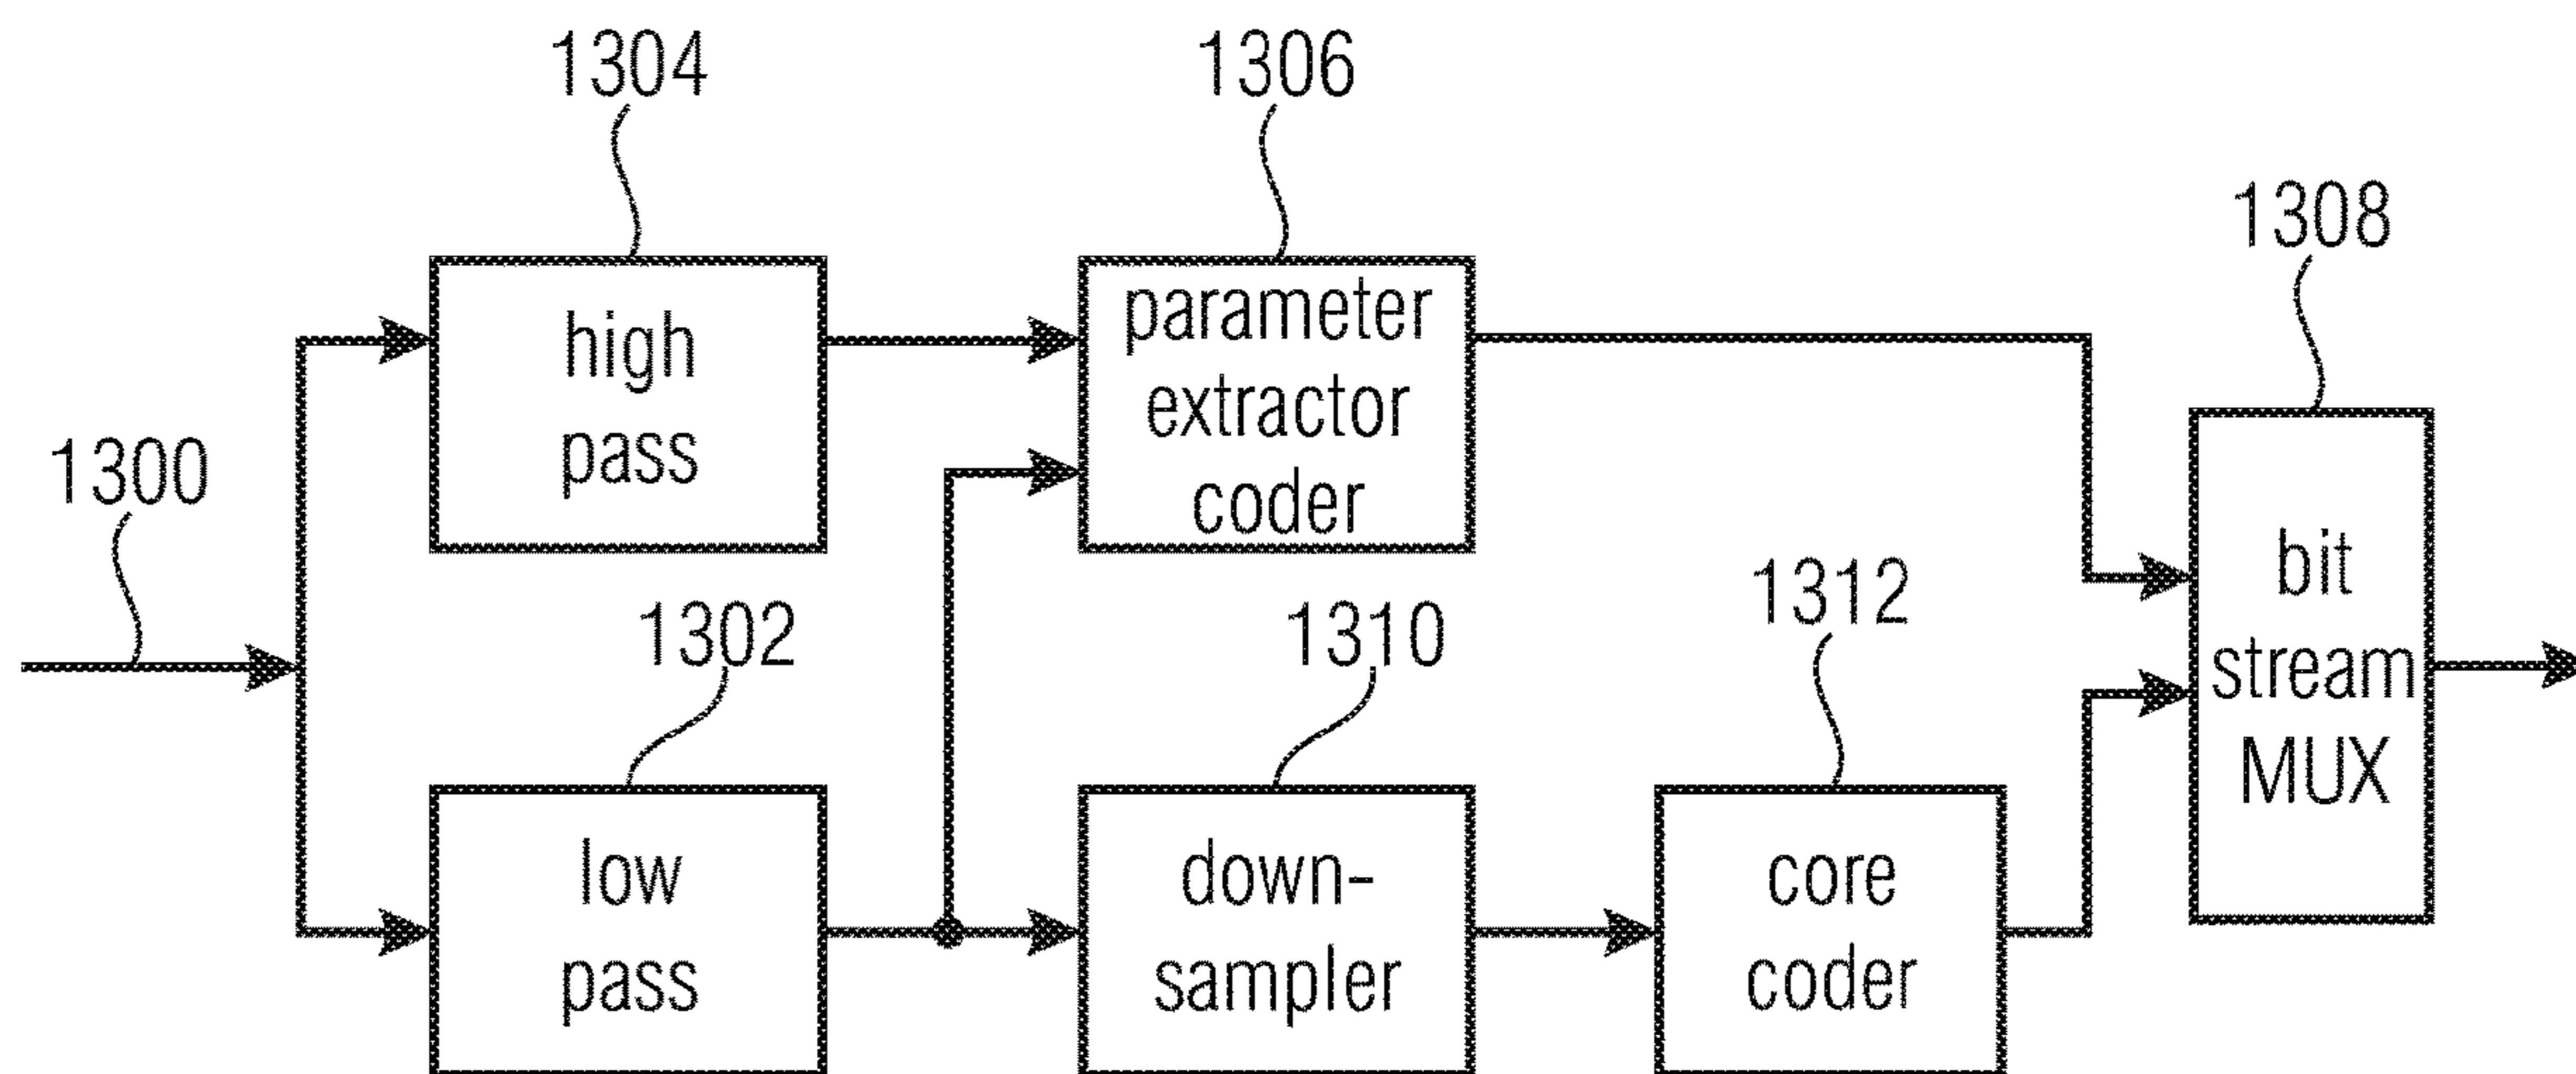 1304
1306
1308
high
pass
parameter
extractor
coder
1300
1302
1310
1312
bit
stream
MUX
low
pass
down-
sampler
core
coder